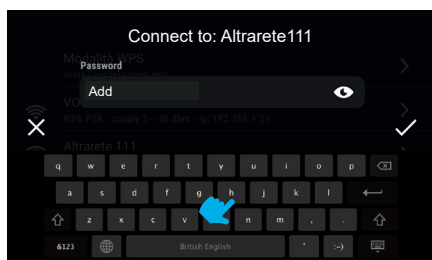 Connect to: Altrarete111
Modalità WPS
Password
Add
WPA PSK - canale 2 - -26 dbm - ip: 192.168.1.21
Altrarete 111
q w e r t y u i o p
a s d f g h j k l
z x c v n m , .
&123 British English ' :-)